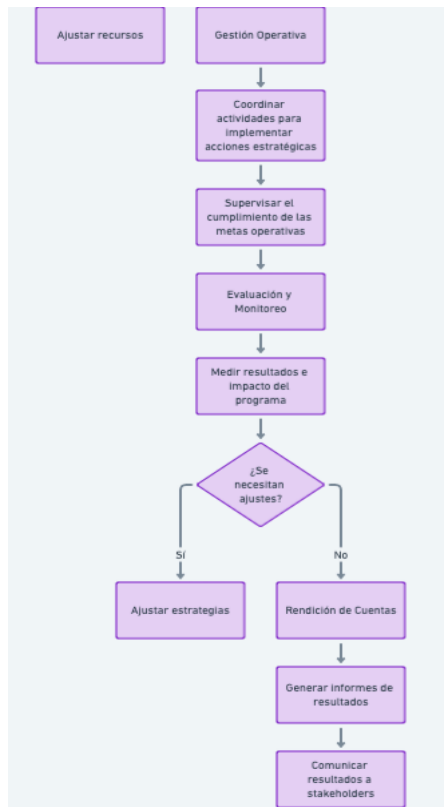 Ajustar recursos
Gestión Operativa
Coordinar
actividades para
implementar
acciones estratégicas
Supervisar el
cumplimiento de las
metas operativas
Evaluación y
Monitoreo
Medir resultados e
impacto del
programa
¿Se
necesitan
ajustes?
Sí
No
Ajustar estrategias
Rendición de Cuentas
Generar informes de
resultados
Comunicar
resultados a
stakeholders